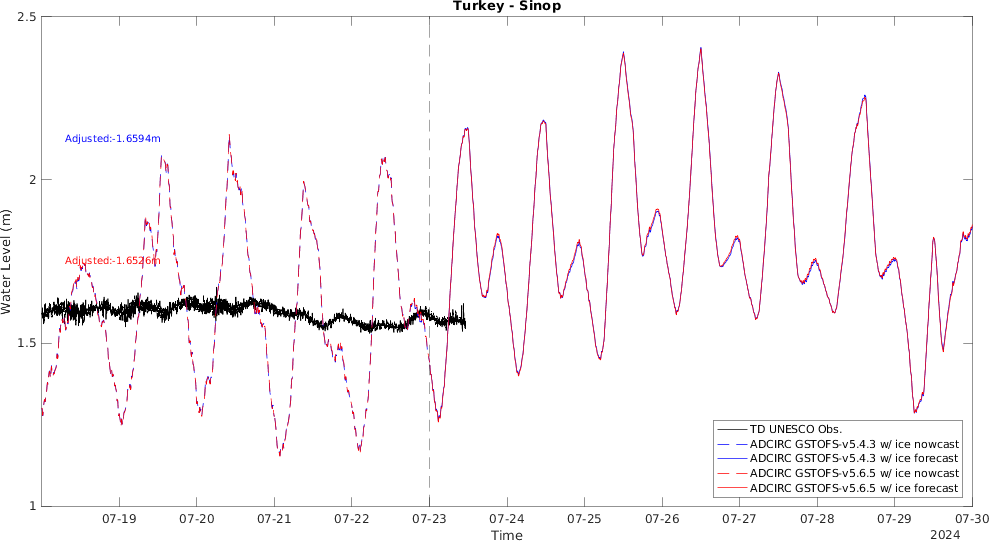 Turkey - Sinop
2.5
2
1.5
1
Water Level (m)
Adjusted:-1.6594m
Adjusted:-1.6526m
TD UNESCO Obs.
ADCIRC GSTOFS-v5.4.3 w/ ice nowcast
ADCIRC GSTOFS-v5.4.3 w/ ice forecast
ADCIRC GSTOFS-v5.6.5 w/ ice nowcast
ADCIRC GSTOFS-v5.6.5 w/ ice forecast
07-19 07-20 07-21 07-22 07-23 07-24 07-25 07-26 07-27 07-28 07-29 07-30
Time
2024